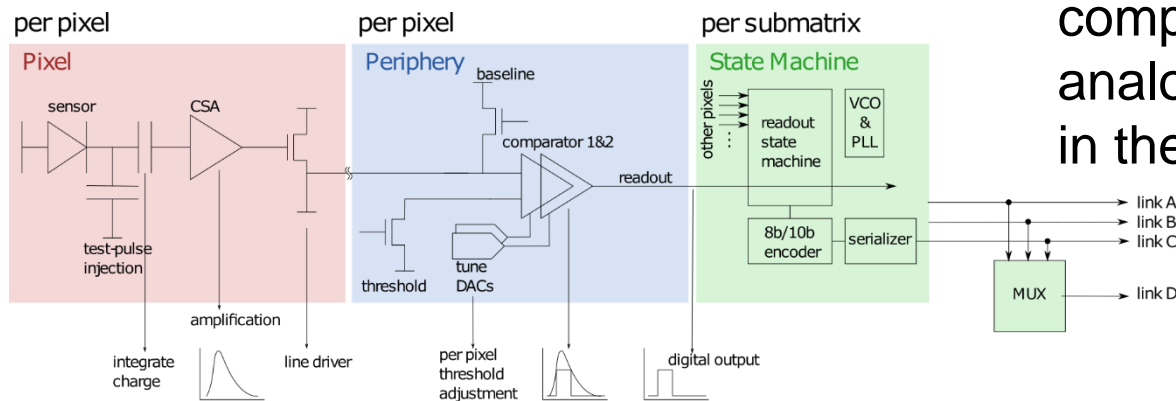 per pixel
per pixel
per submatrix
Pixel
Periphery
State Machine
sensor
CSA
baseline
comparator 1&2
other pixels
...
readout
state
machine
VCO
&
PLL
readout
test-pulse
injection
threshold
tune
DACs
8b/10b
encoder
serializer
link A
link B
link C
MUX
link D
amplification
integrate
charge
line driver
per pixel
threshold
adjustment
digital output
in the